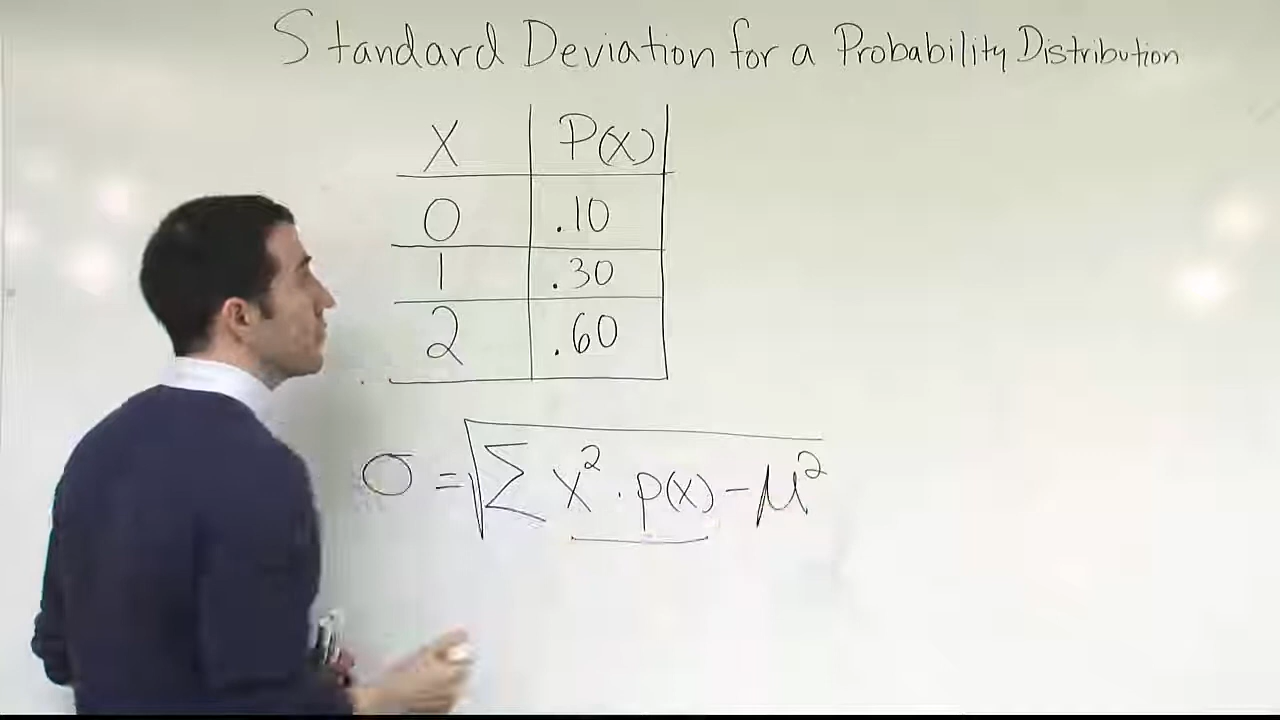 Standard Deviation for a Probability Distribution
X P(x)
0 .10
1 .30
2 .60
σ = √Σ x² · p(x) - μ²